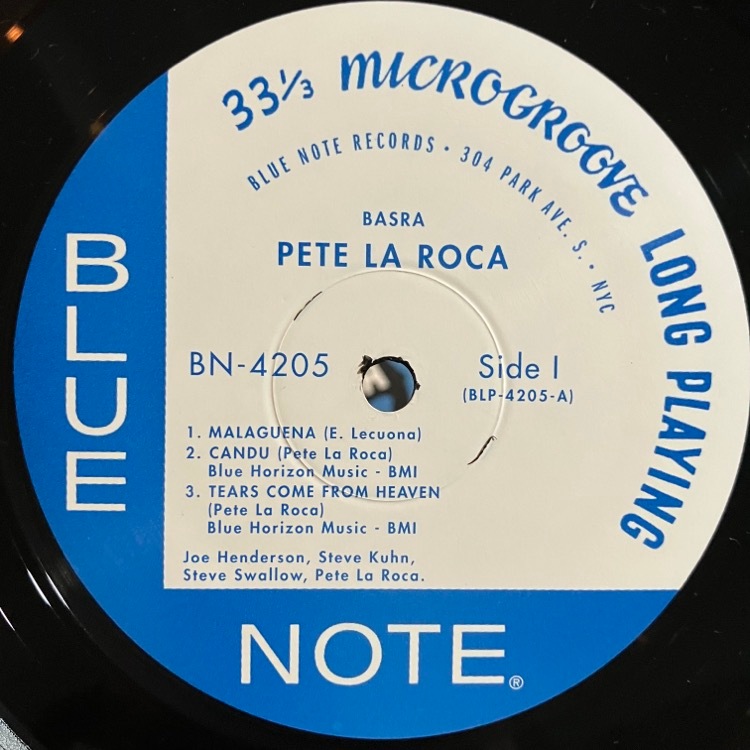 33⅓ MICROGROOVE LONG PLAYING
BLUE NOTE RECORDS • 304 PARK AVE. S. • NYC
BASRA
PETE LA ROCA
BN-4205
Side I
(BLP-4205-A)
1. MALAGUENA (E. Lecuona)
2. CANDU (Pete La Roca)
Blue Horizon Music - BMI
3. TEARS COME FROM HEAVEN
(Pete La Roca)
Blue Horizon Music - BMI
Joe Henderson, Steve Kuhn,
Steve Swallow, Pete La Roca.
BLUE
NOTE®